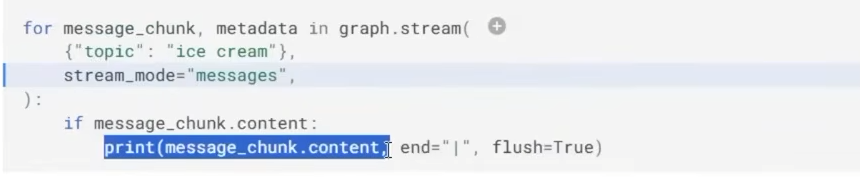 for message_chunk, metadata in graph.stream(
    {"topic": "ice cream"},
    stream_mode="messages",
):
    if message_chunk.content:
        print(message_chunk.content, end="|", flush=True)